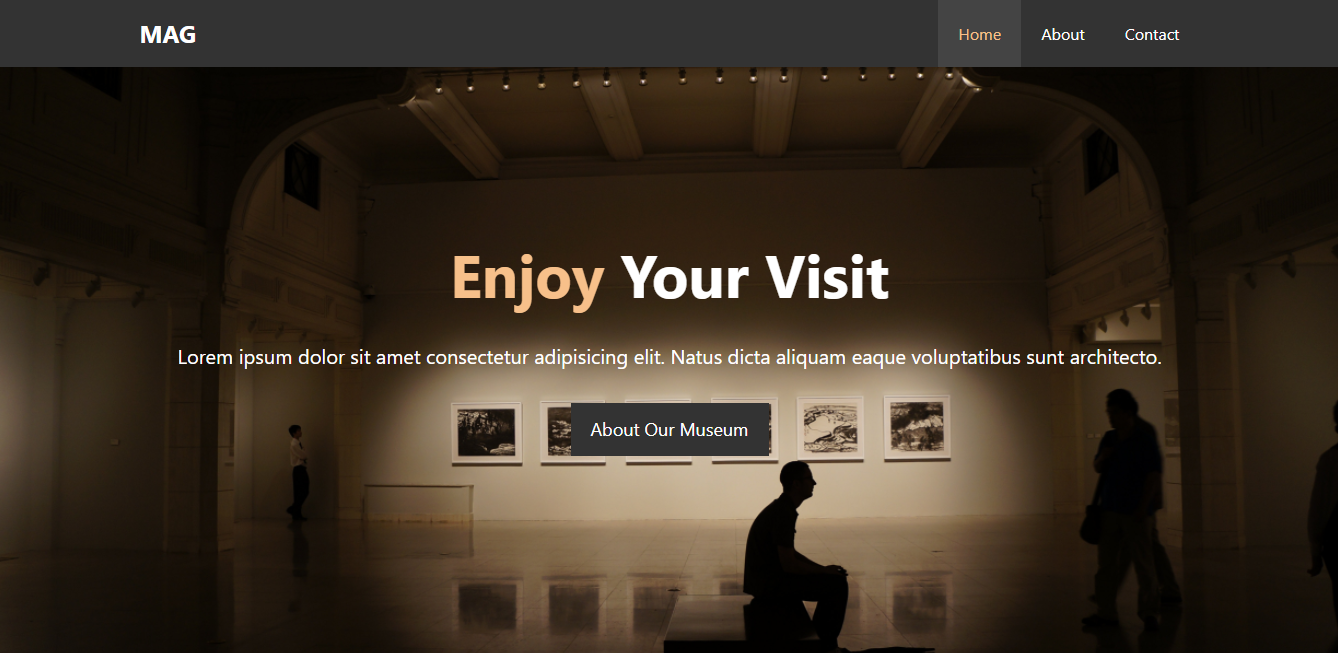 MAG
Home About Contact
Enjoy Your Visit
Lorem ipsum dolor sit amet consectetur adipisicing elit. Natus dicta aliquam eaque voluptatibus sunt architecto.
About Our Museum